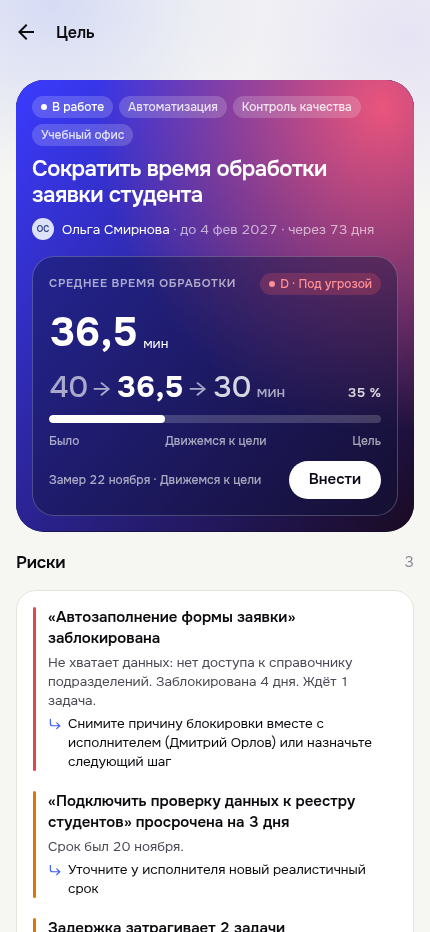 Цель
В работе
Автоматизация
Контроль качества
Учебный офис
Сократить время обработки
заявки студента
ОС Ольга Смирнова · до 4 фев 2027 · через 73 дня
СРЕДНЕЕ ВРЕМЯ ОБРАБОТКИ
D · Под угрозой
36,5 мин
40 → 36,5 → 30 мин
35 %
Было
Движемся к цели
Цель
Замер 22 ноября · Движемся к цели
Внести
Риски
3
«Автозаполнение формы заявки»
заблокирована
Не хватает данных: нет доступа к справочнику
подразделений. Заблокирована 4 дня. Ждёт 1
задача.
Снимите причину блокировки вместе с
исполнителем (Дмитрий Орлов) или назначьте
следующий шаг
«Подключить проверку данных к реестру
студентов» просрочена на 3 дня
Срок был 20 ноября.
Уточните у исполнителя новый реалистичный
срок
Задержка затрагивает 2 задачи